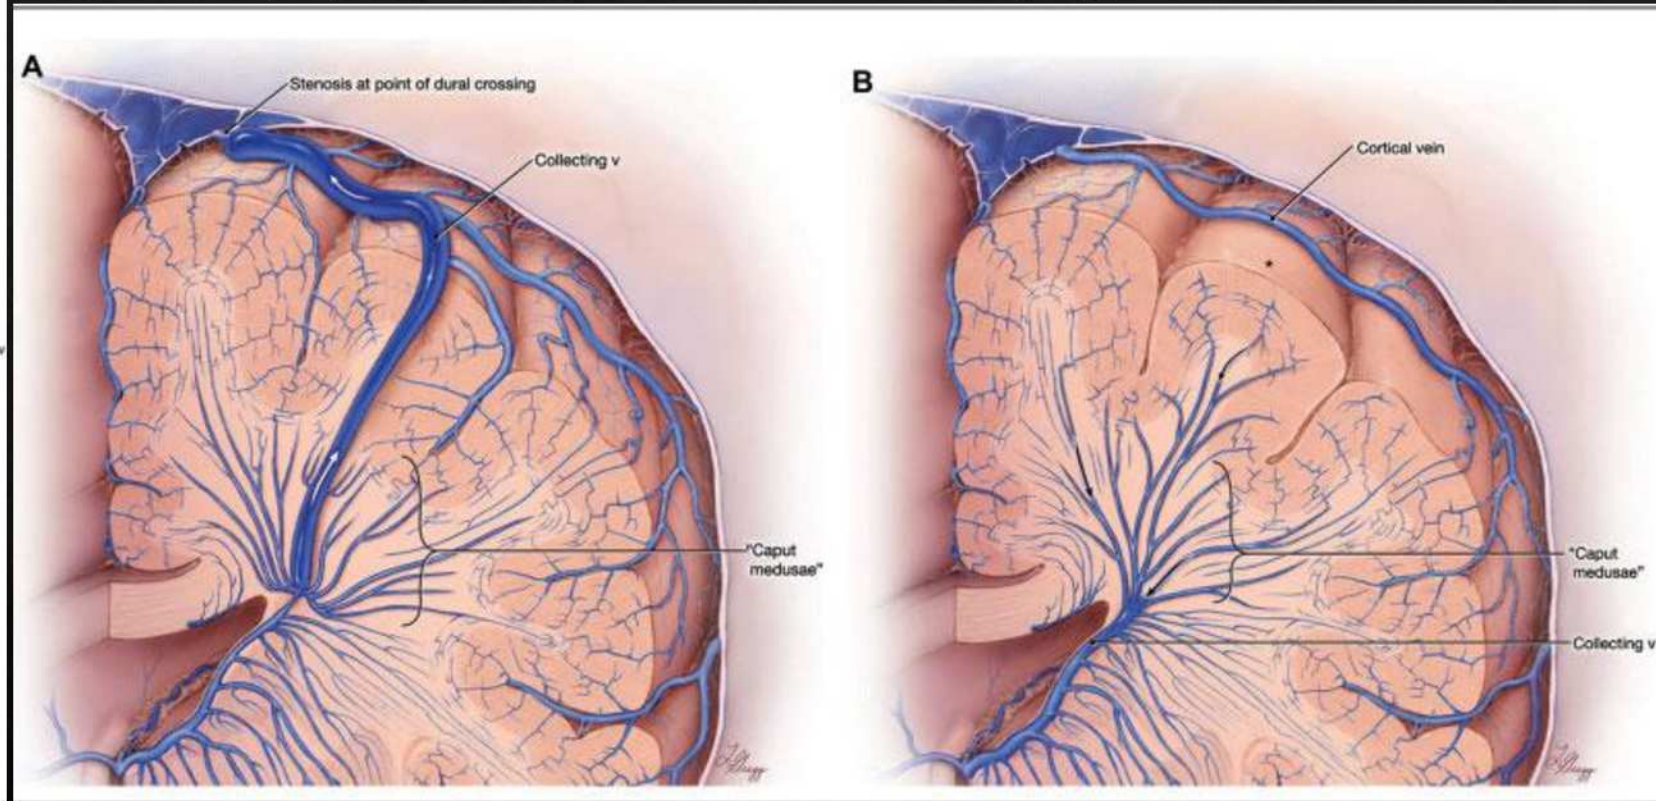 A
Stenosis at point of dural crossing
Collecting v
"Caput
medusae"
B
Cortical vein
*
"Caput
medusae"
Collecting v